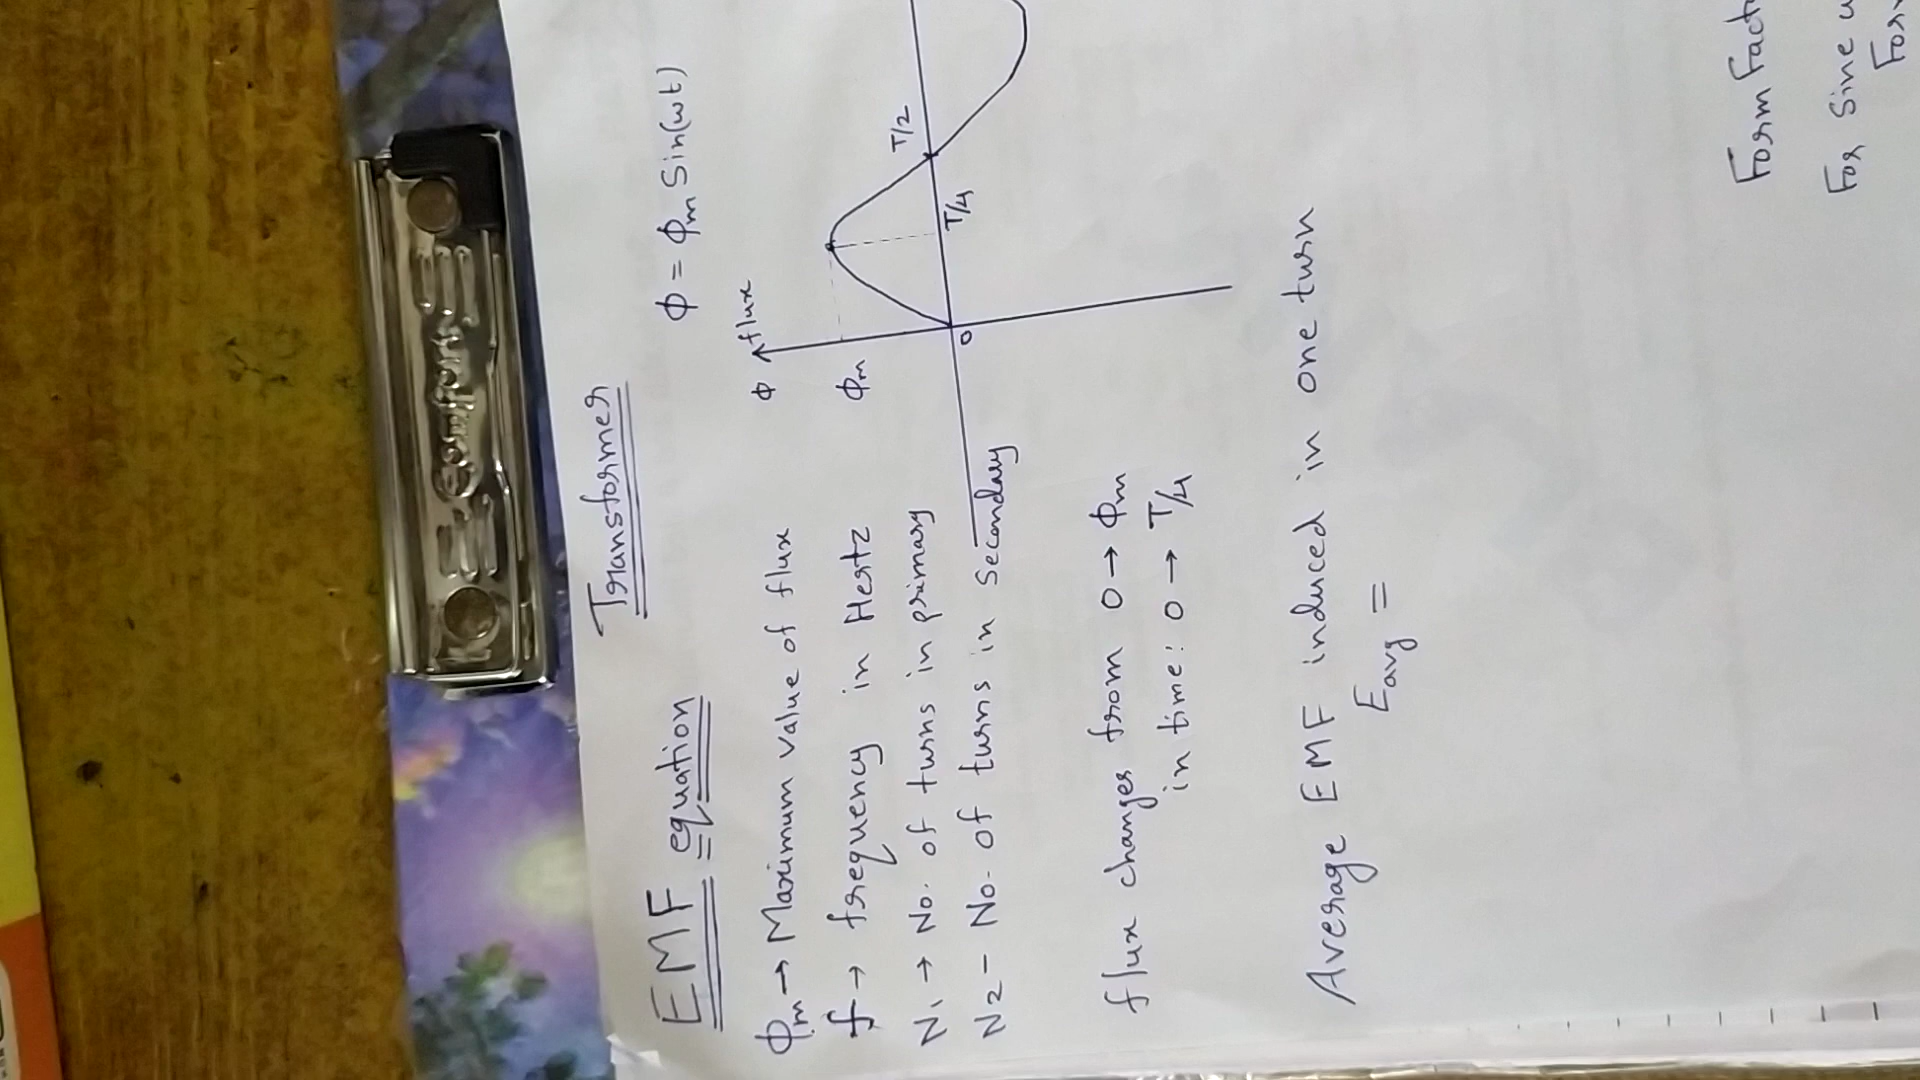 Transformer
EMF equation
ϕ = ϕm Sin(ωt)
ϕm → Maximum value of flux
f → frequency in Hertz
N1 → No. of turns in primary
N2 – No. of turns in Secondary
ϕ flux
ϕm
0
T/4
T/2
flux changes from 0 → ϕm
in time: 0 → T/4
Average EMF induced in one turn
Eavg =
Form
For Sine
Comfort